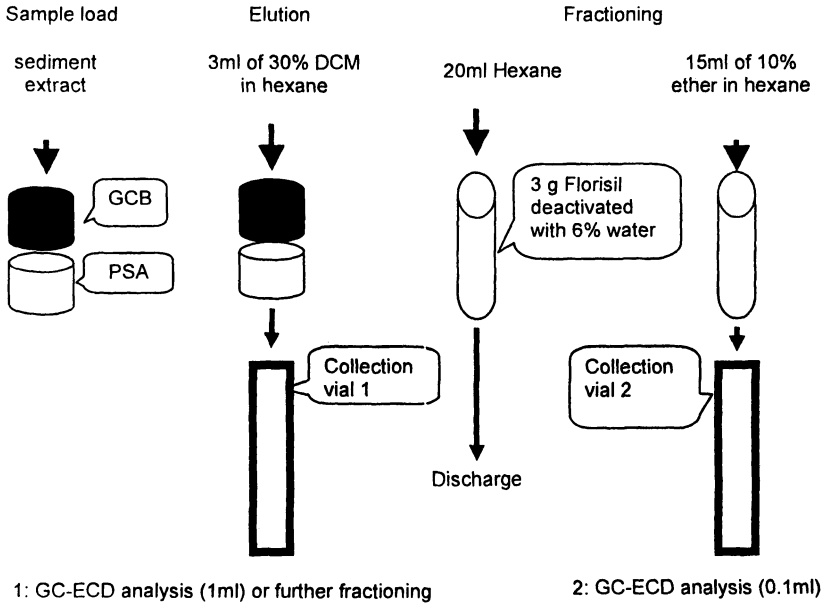 Sample load
Elution
Fractioning
sediment
extract
3ml of 30% DCM
in hexane
20ml Hexane
15ml of 10%
ether in hexane
GCB
PSA
3 g Florisil
deactivated
with 6% water
Collection
vial 1
Collection
vial 2
Discharge
1: GC-ECD analysis (1ml) or further fractioning
2: GC-ECD analysis (0.1ml)